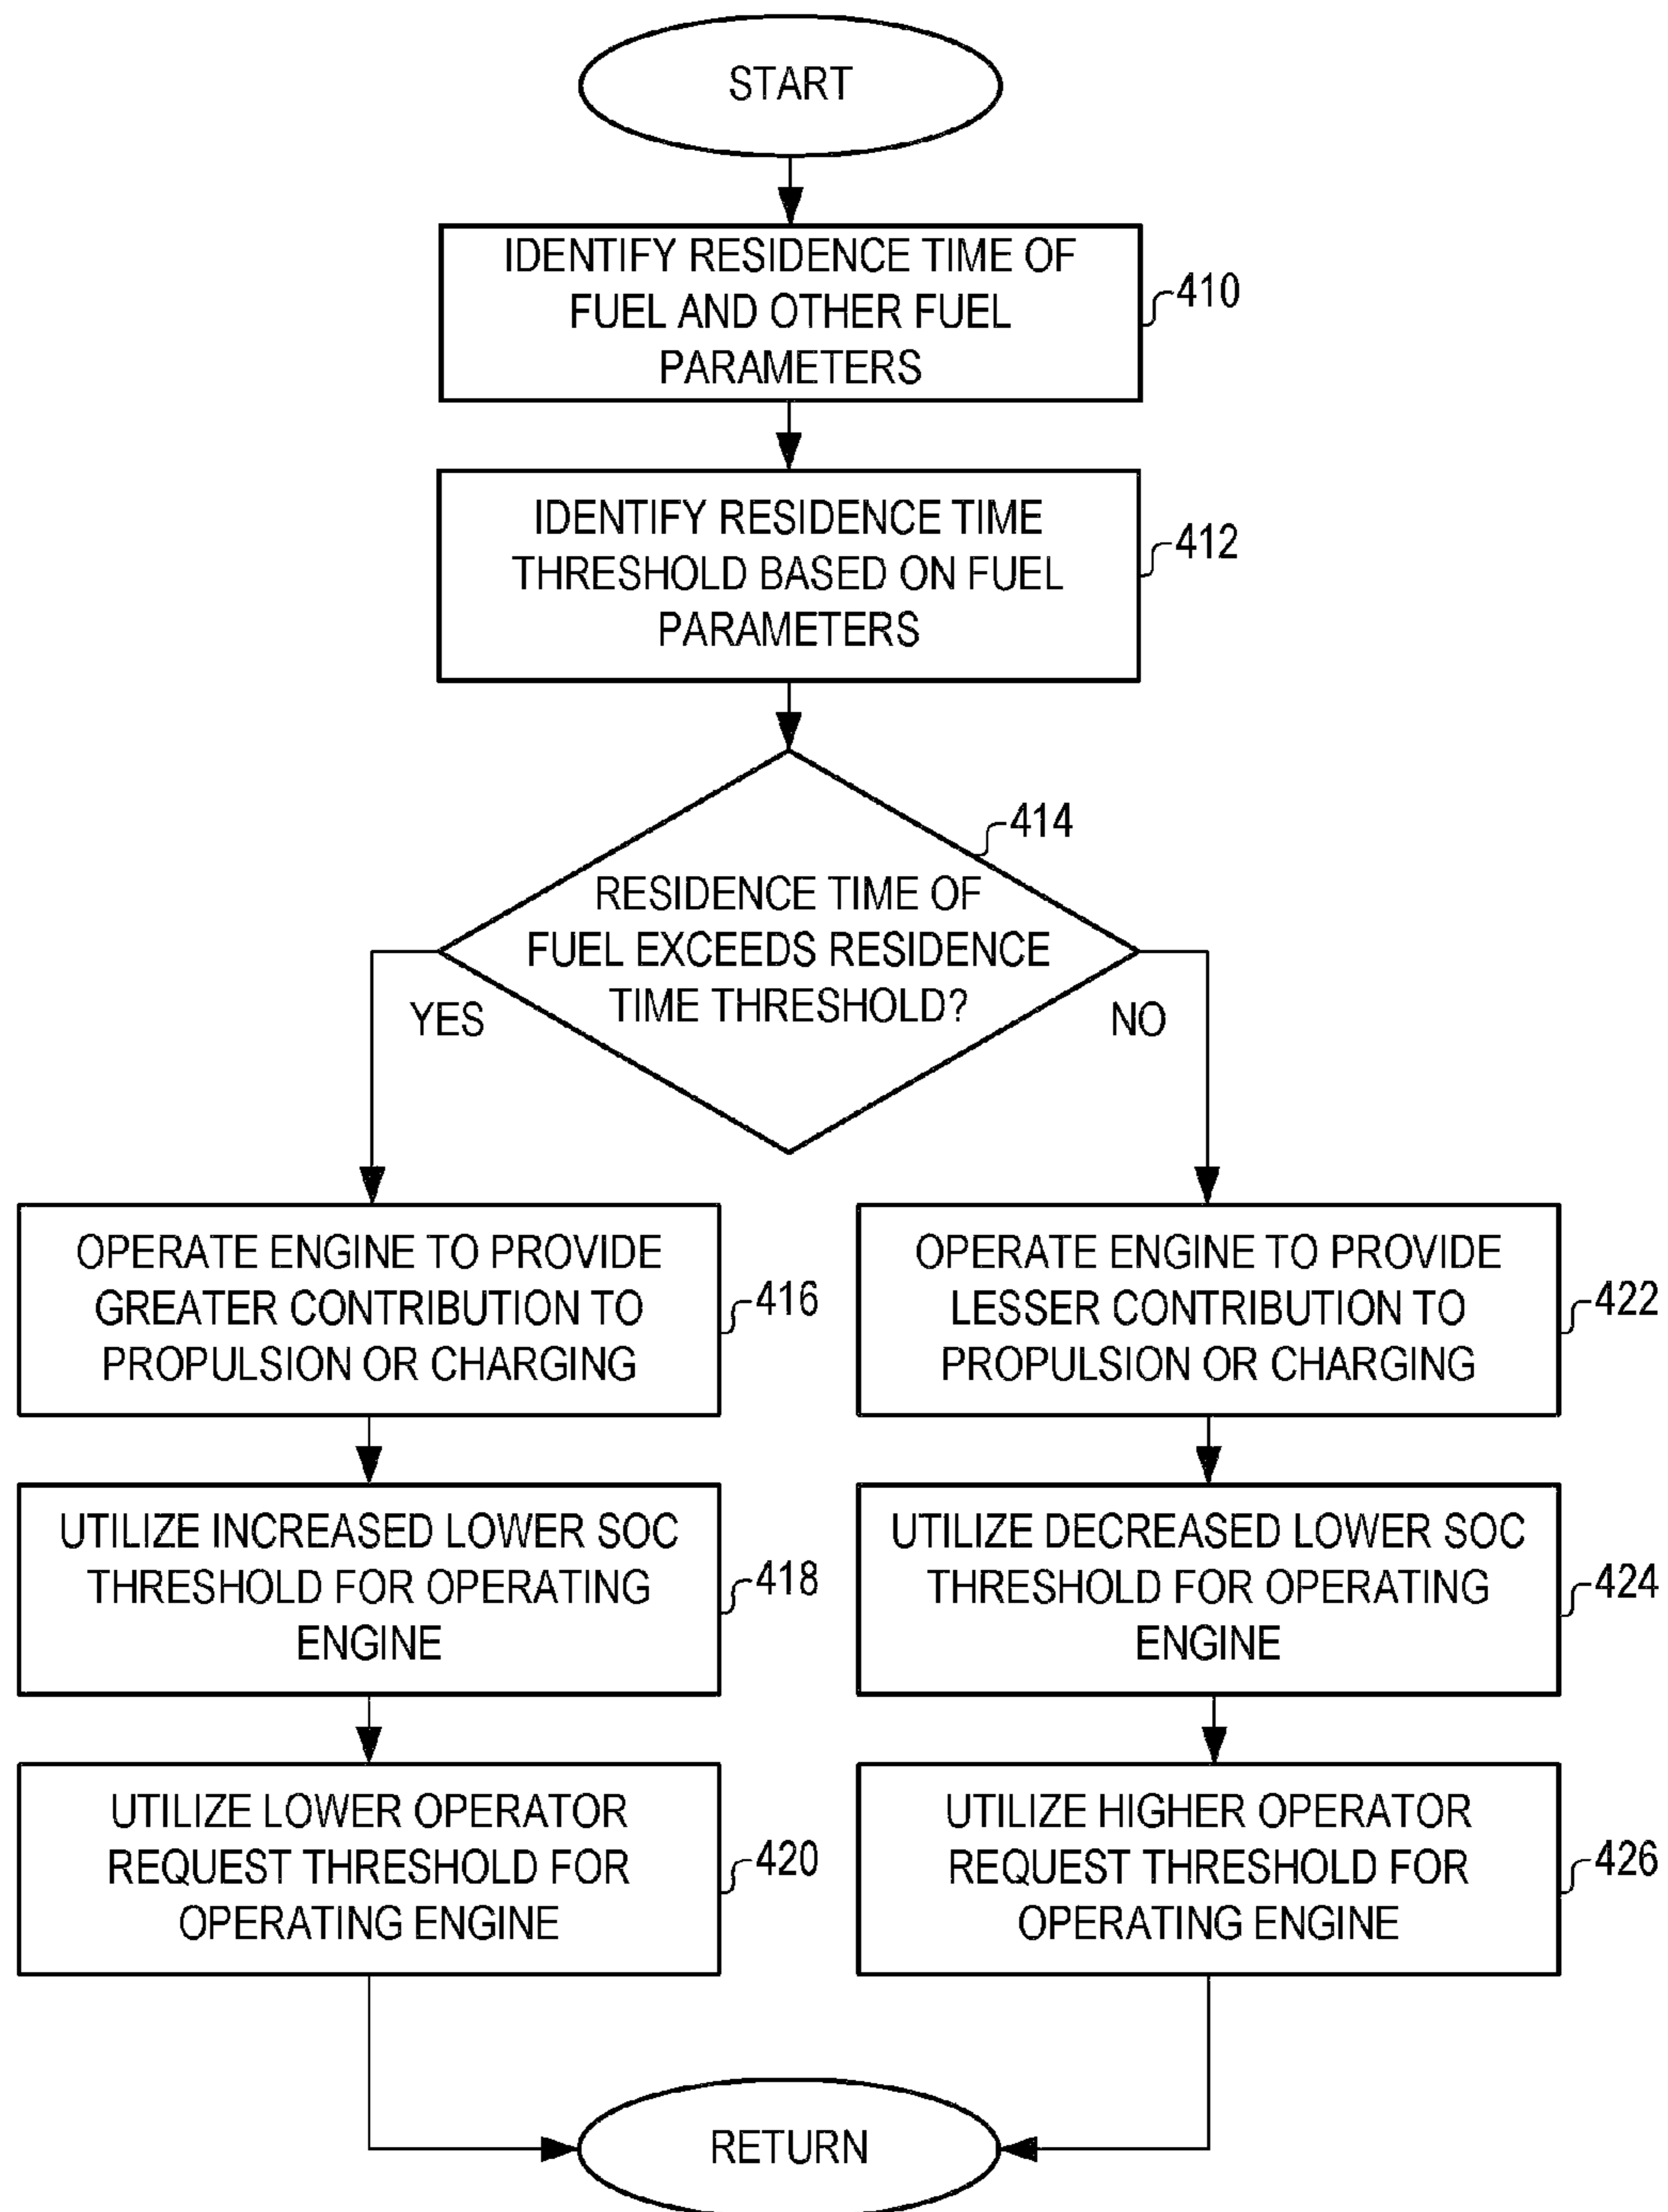 START
IDENTIFY RESIDENCE TIME OF
FUEL AND OTHER FUEL
PARAMETERS
410
IDENTIFY RESIDENCE TIME
THRESHOLD BASED ON FUEL
PARAMETERS
412
414
RESIDENCE TIME OF
FUEL EXCEEDS RESIDENCE
TIME THRESHOLD?
YES
NO
OPERATE ENGINE TO PROVIDE
GREATER CONTRIBUTION TO
PROPULSION OR CHARGING
416
OPERATE ENGINE TO PROVIDE
LESSER CONTRIBUTION TO
PROPULSION OR CHARGING
422
UTILIZE INCREASED LOWER SOC
THRESHOLD FOR OPERATING
ENGINE
418
UTILIZE DECREASED LOWER SOC
THRESHOLD FOR OPERATING
ENGINE
424
UTILIZE LOWER OPERATOR
REQUEST THRESHOLD FOR
OPERATING ENGINE
420
UTILIZE HIGHER OPERATOR
REQUEST THRESHOLD FOR
OPERATING ENGINE
426
RETURN